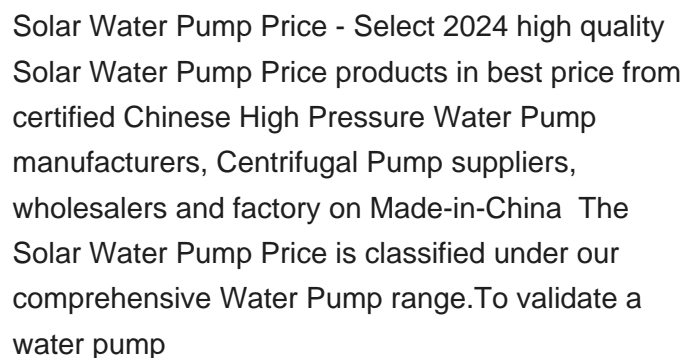 Solar Water Pump Price - Select 2024 high quality
Solar Water Pump Price products in best price from
certified Chinese High Pressure Water Pump
manufacturers, Centrifugal Pump suppliers,
wholesalers and factory on Made-in-China  The
Solar Water Pump Price is classified under our
comprehensive Water Pump range.To validate a
water pump